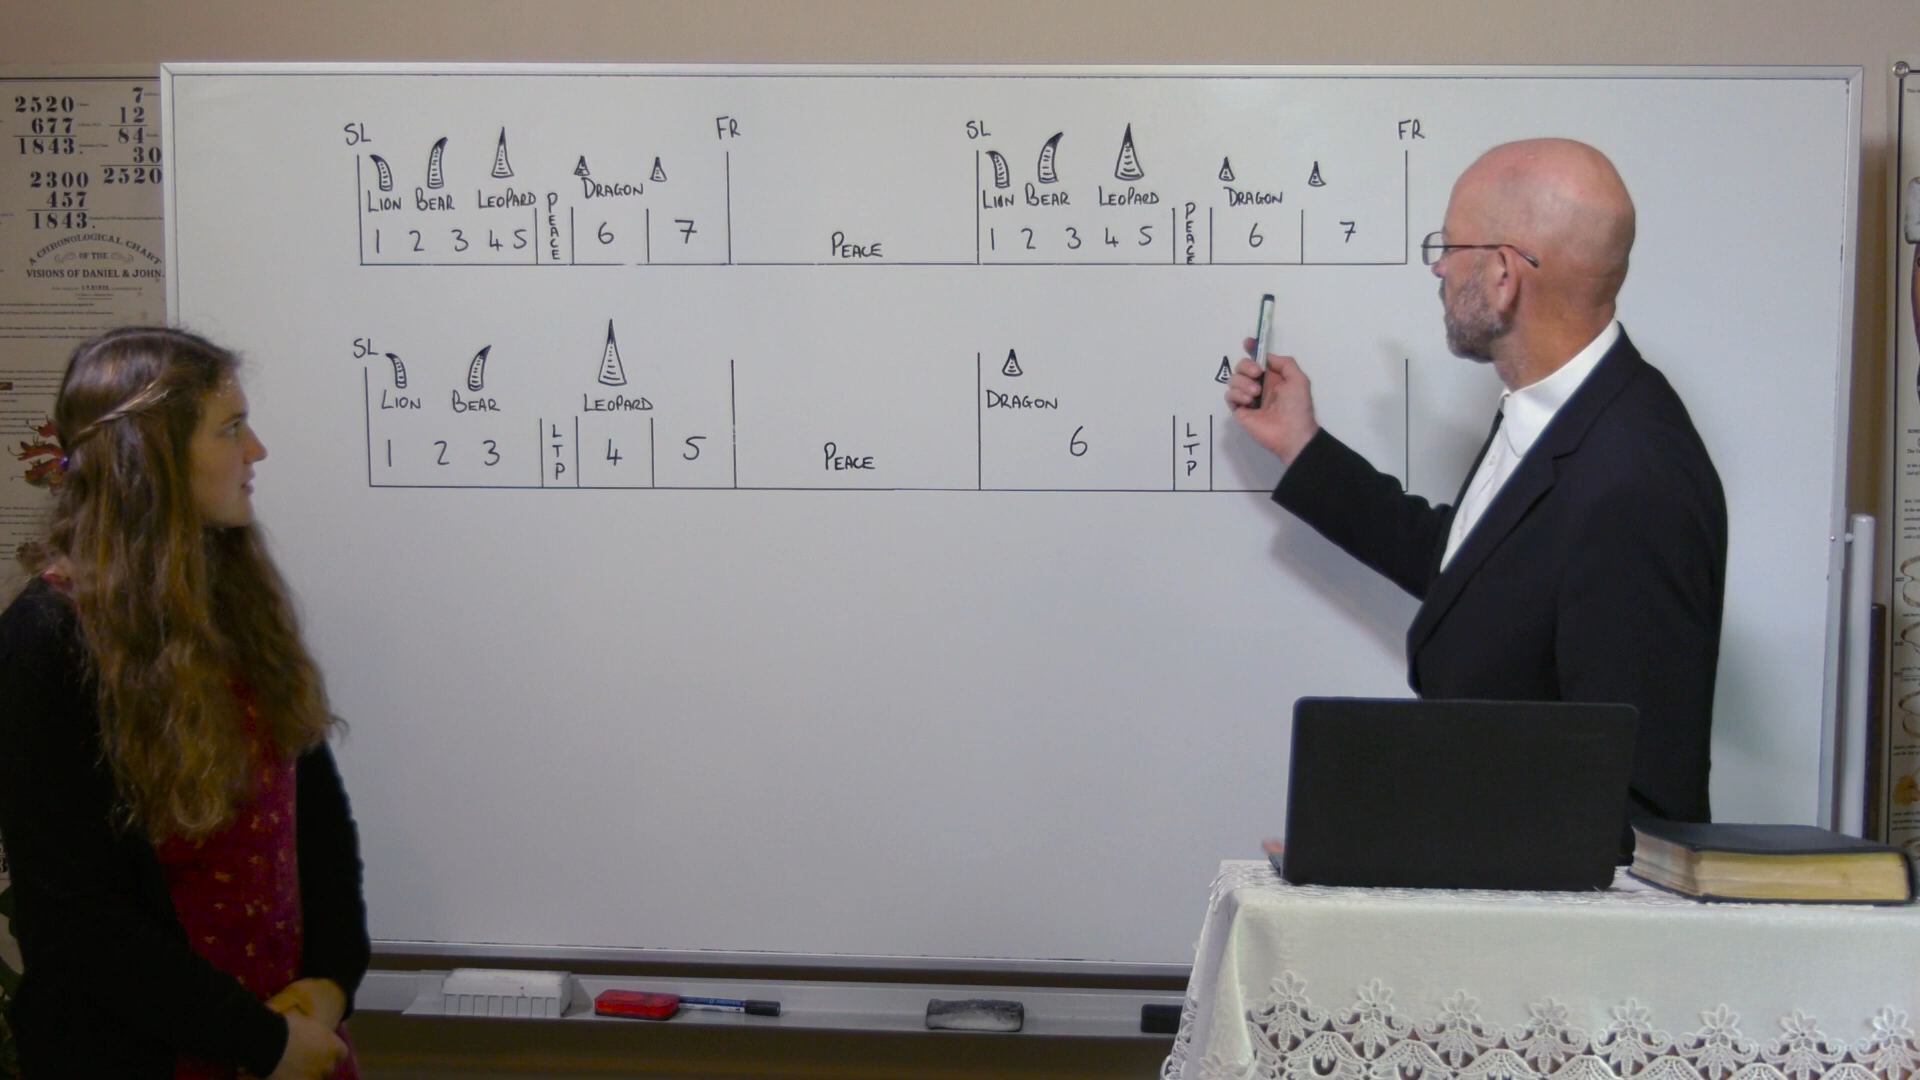 2520
677
1843.
7
12
84
30
2520
2300
457
1843.
A CHRONOLOGICAL CHART
OF THE
VISIONS OF DANIEL & JOHN.
SL FR SL FR
LION BEAR LEOPARD DRAGON LION BEAR LEOPARD DRAGON
1 2 3 4 5 PEACE 6 7 PEACE 1 2 3 4 5 PEACE 6 7
SL
LION BEAR LEOPARD DRAGON
1 2 3 LTP 4 5 PEACE 6 LTP